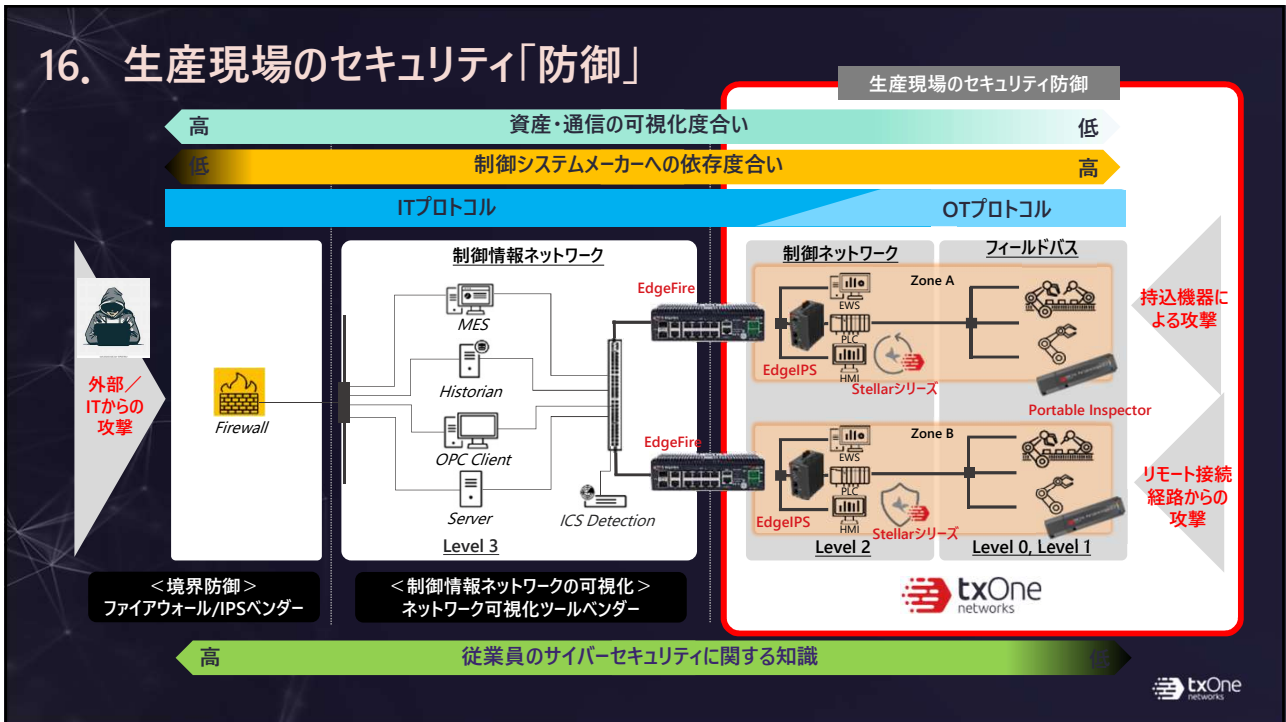 16. 生産現場のセキュリティ「防御」
生産現場のセキュリティ防御
高 資産・通信の可視化度合い 低
低 制御システムメーカーへの依存度合い 高
ITプロトコル OTプロトコル
制御情報ネットワーク
制御ネットワーク
フィールドバス
外部／
ITからの
攻撃
Firewall
MES
Historian
OPC Client
Server
ICS Detection
Level 3
EdgeFire
EdgeFire
Zone A
EWS
PLC
HMI
EdgeIPS
Stellarシリーズ
Portable Inspector
Zone B
EWS
PLC
HMI
EdgeIPS
Stellarシリーズ
Level 2
Level 0, Level 1
持込機器に
よる攻撃
リモート接続
経路からの
攻撃
＜境界防御＞
ファイアウォール/IPSベンダー
＜制御情報ネットワークの可視化＞
ネットワーク可視化ツールベンダー
txOne
networks
高 従業員のサイバーセキュリティに関する知識 低
txOne
networks